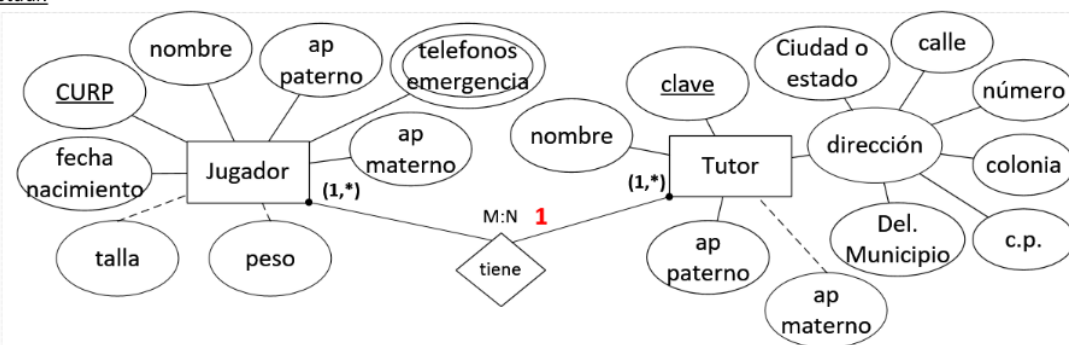 nombre
ap
paterno
telefonos
emergencia
CURP
ap
materno
fecha
nacimiento
Jugador
(1,*)
talla
peso
M:N 1
tiene
nombre
clave
Tutor
(1,*)
ap
paterno
ap
materno
Ciudad o
estado
calle
número
dirección
colonia
Del.
Municipio
c.p.